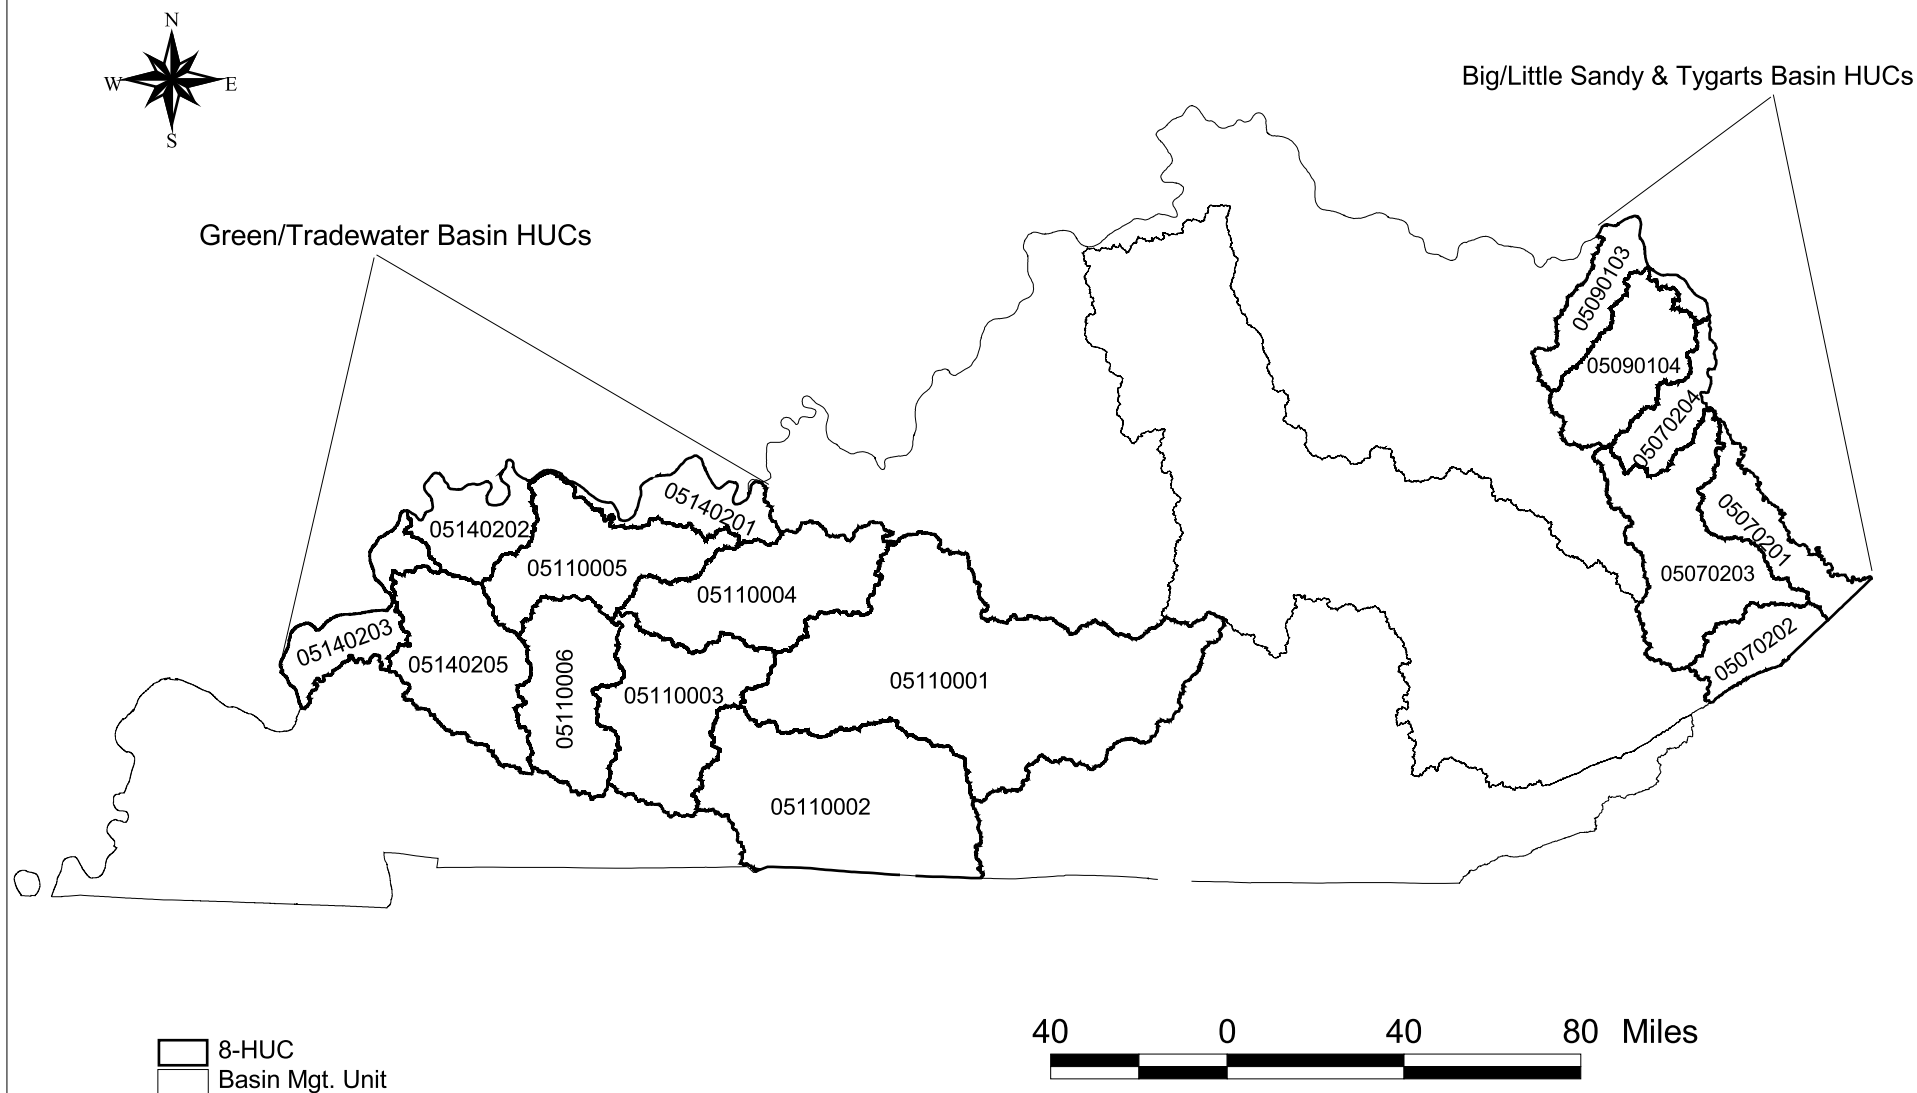 N
W E
S
Big/Little Sandy & Tygarts Basin HUCs
Green/Tradewater Basin HUCs
05090103
05090104
05070204
05070201
05070203
05070202
05140201
05140202
05110005
05110004
05140203
05140205
05110006
05110003
05110001
05110002
40 0 40 80 Miles
8-HUC
Basin Mgt. Unit